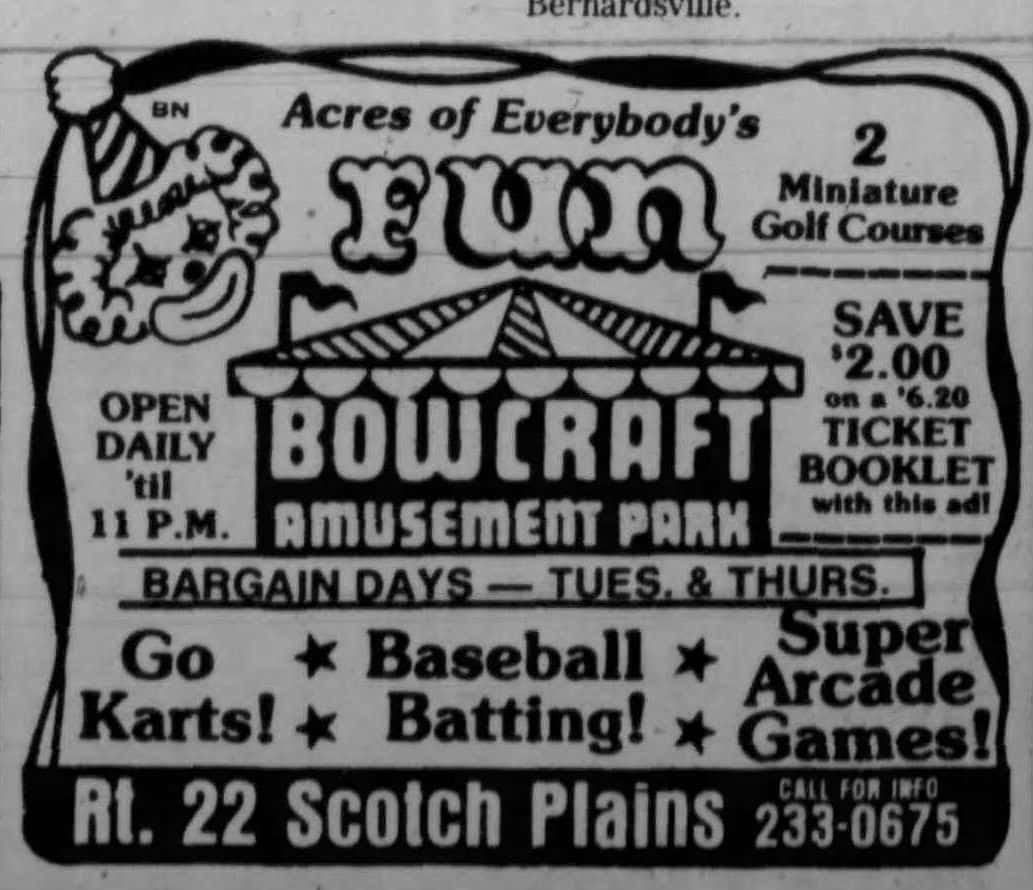 Bernardsville.
BN
Acres of Everybody's
Fun
2
Miniature
Golf Courses
SAVE
$2.00
on a $6.20
TICKET
BOOKLET
with this ad!
OPEN
DAILY
'til
11 P.M.
BOWCRAFT
AMUSEMENT PARK
BARGAIN DAYS — TUES. & THURS.
Go
Karts!
Baseball
Batting!
Super
Arcade
Games!
Rt. 22 Scotch Plains
CALL FOR INFO
233-0675